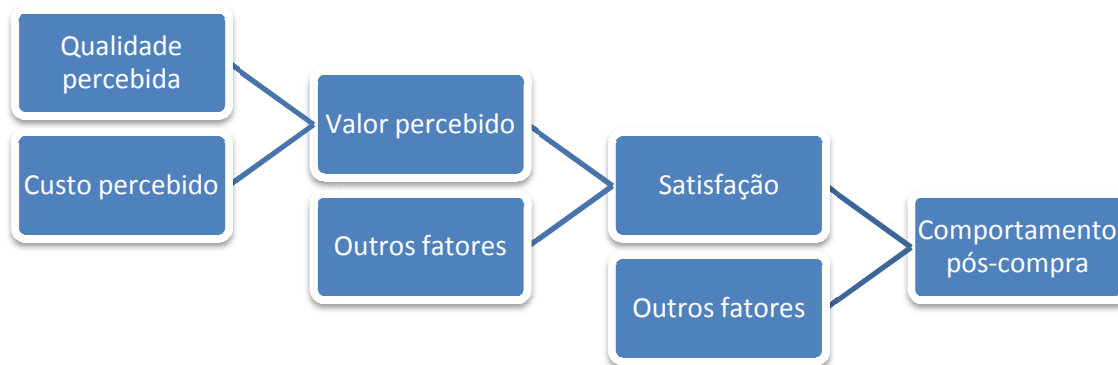 Qualidade
percebida
Custo percebido
Valor percebido
Outros fatores
Satisfação
Outros fatores
Comportamento
pós-compra